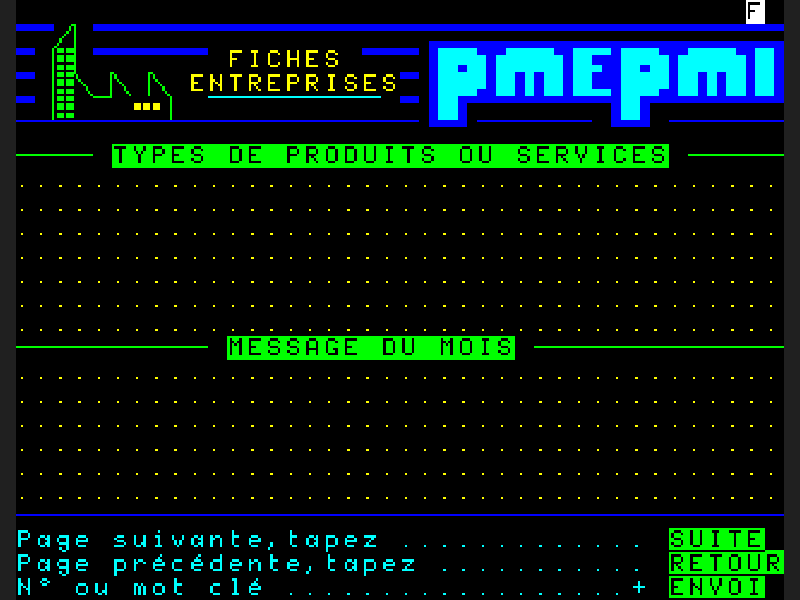 F
FICHES
ENTREPRISES
pmepmi
TYPES DE PRODUITS OU SERVICES
MESSAGE DU MOIS
Page suivante,tapez .............. SUITE
Page précédente,tapez ............ RETOUR
N° ou mot clé ..................+ ENVOI